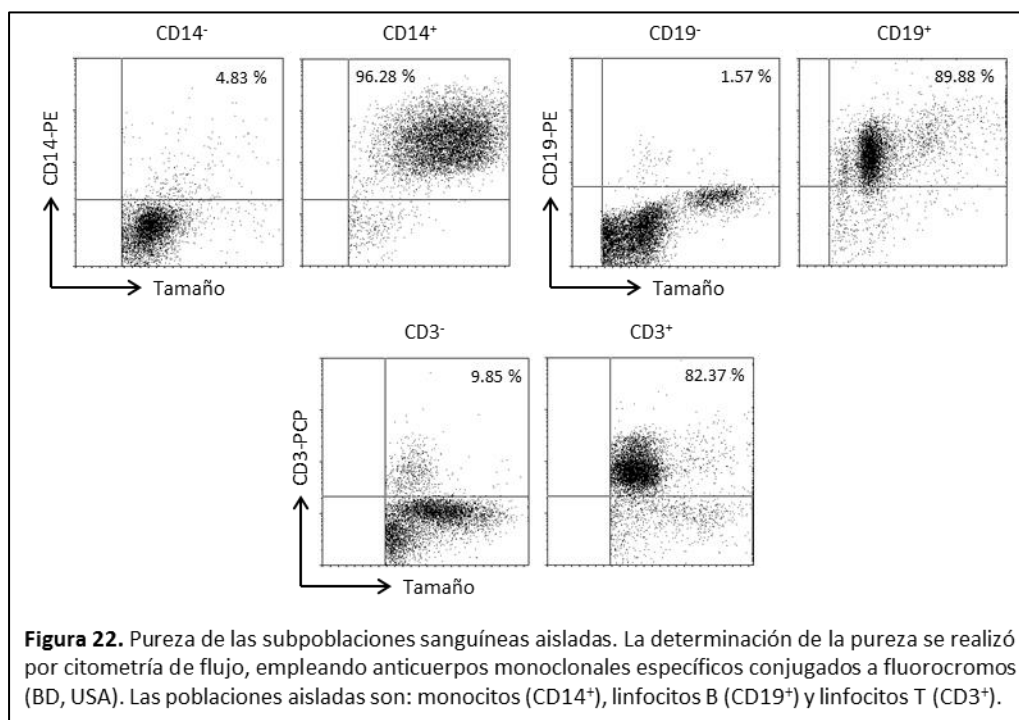 CD14⁻ CD14⁺ CD19⁻ CD19⁺
4.83 % 96.28 % 1.57 % 89.88 %
CD14-PE CD19-PE
Tamaño Tamaño
CD3⁻ CD3⁺
9.85 % 82.37 %
CD3-PCP
Tamaño
Figura 22. Pureza de las subpoblaciones sanguíneas aisladas. La determinación de la pureza se realizó
por citometría de flujo, empleando anticuerpos monoclonales específicos conjugados a fluorocromos
(BD, USA). Las poblaciones aisladas son: monocitos (CD14⁺), linfocitos B (CD19⁺) y linfocitos T (CD3⁺).